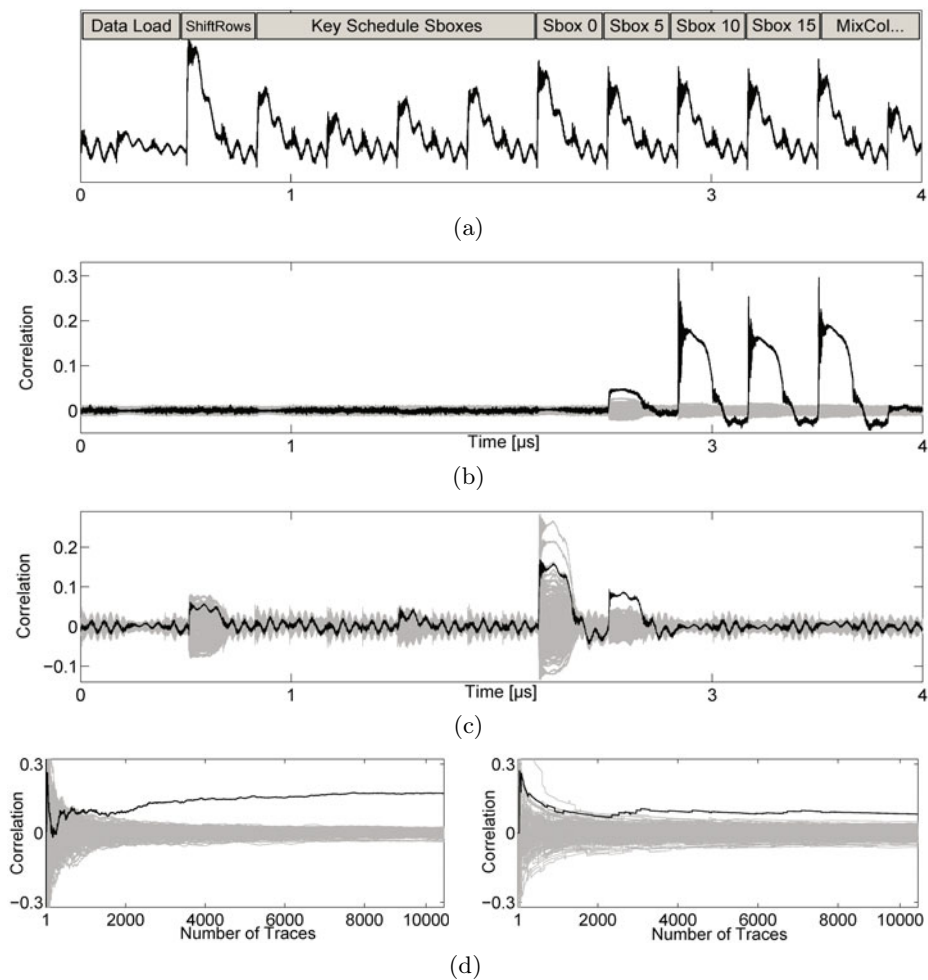 Data Load ShiftRows Key Schedule Sboxes Sbox 0 Sbox 5 Sbox 10 Sbox 15 MixCol...
0 1 3 4
(a)
0.3
0.2
0.1
0
Correlation
0 1 Time [µs] 3 4
(b)
0.2
0.1
0
−0.1
Correlation
0 1 Time [µs] 3 4
(c)
0.3
0
-0.3
Correlation
1 2000 4000 6000 8000 10000
Number of Traces
0.3
0
-0.3
Correlation
1 2000 4000 6000 8000 10000
Number of Traces
(d)